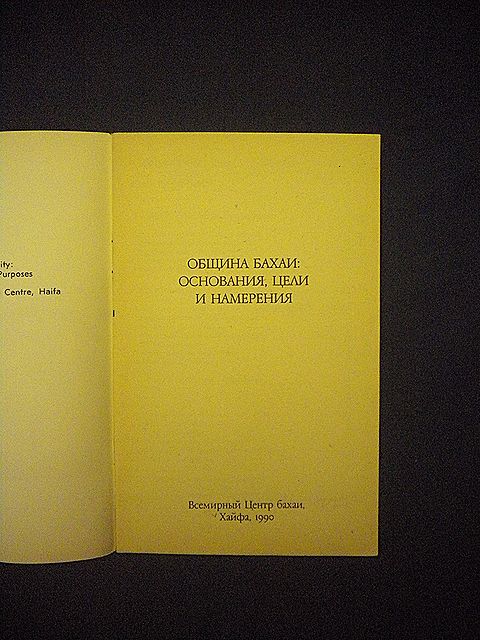 ity:
Purposes
Centre, Haifa
ОБЩИНА БАХАИ:
ОСНОВАНИЯ, ЦЕЛИ
И НАМЕРЕНИЯ
Всемирный Центр бахаи,
Хайфа, 1990